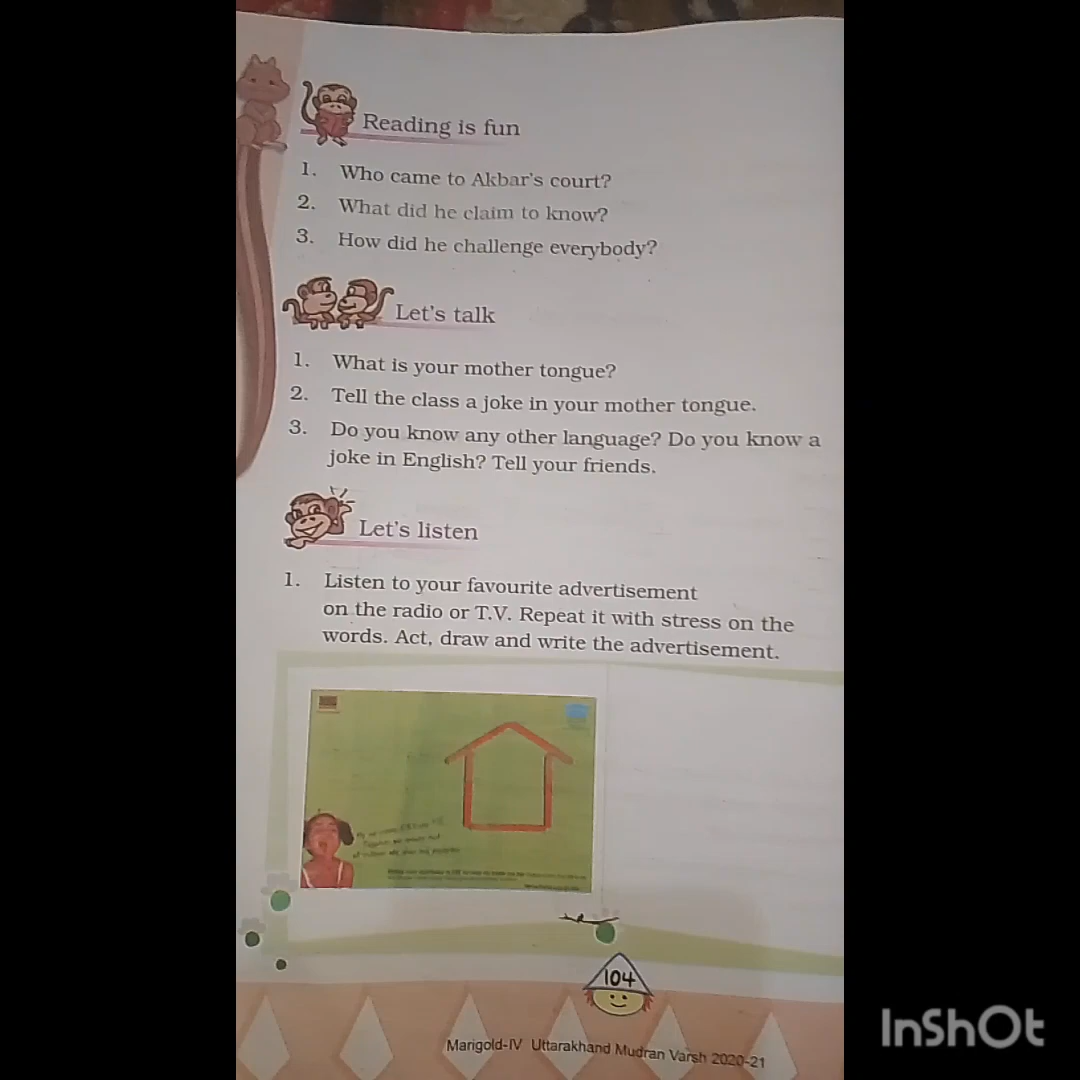 Reading is fun
1. Who came to Akbar's court?
2. What did he claim to know?
3. How did he challenge everybody?
Let's talk
1. What is your mother tongue?
2. Tell the class a joke in your mother tongue.
3. Do you know any other language? Do you know a
joke in English? Tell your friends.
Let's listen
1. Listen to your favourite advertisement
on the radio or T.V. Repeat it with stress on the
words. Act, draw and write the advertisement.
104
Marigold-IV Uttarakhand Mudran Varsh 2020-21
InShOt